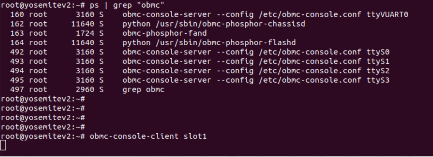 root@yosemitev2:~# ps | grep "obmc"
160 root 3160 S obmc-console-server --config /etc/obmc-console.conf ttyVUART0
162 root 11640 S python /usr/sbin/obmc-phosphor-chassisd
163 root 1724 S obmc-phosphor-fand
164 root 11640 S python /usr/sbin/obmc-phosphor-flashd
492 root 3160 S obmc-console-server --config /etc/obmc-console.conf ttyS0
493 root 3160 S obmc-console-server --config /etc/obmc-console.conf ttyS1
494 root 3160 S obmc-console-server --config /etc/obmc-console.conf ttyS2
495 root 3160 S obmc-console-server --config /etc/obmc-console.conf ttyS3
497 root 2960 S grep obmc
root@yosemitev2:~#
root@yosemitev2:~#
root@yosemitev2:~#
root@yosemitev2:~# obmc-console-client slot1